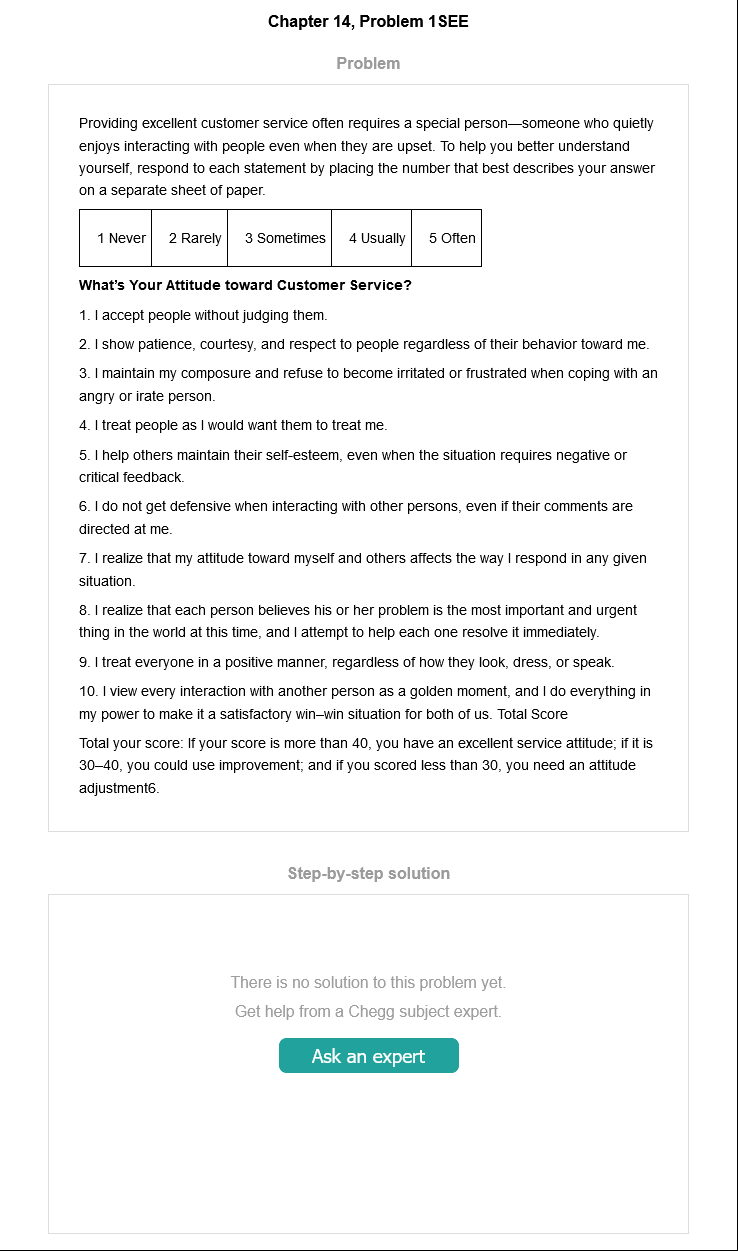 Chapter 14, Problem 1SEE
Problem
Providing excellent customer service often requires a special person—someone who quietly
enjoys interacting with people even when they are upset. To help you better understand
yourself, respond to each statement by placing the number that best describes your answer
on a separate sheet of paper.
1 Never 2 Rarely 3 Sometimes 4 Usually 5 Often
What's Your Attitude toward Customer Service?
1. I accept people without judging them.
2. I show patience, courtesy, and respect to people regardless of their behavior toward me.
3. I maintain my composure and refuse to become irritated or frustrated when coping with an
angry or irate person.
4. I treat people as I would want them to treat me.
5. I help others maintain their self-esteem, even when the situation requires negative or
critical feedback.
6. I do not get defensive when interacting with other persons, even if their comments are
directed at me.
7. I realize that my attitude toward myself and others affects the way I respond in any given
situation.
8. I realize that each person believes his or her problem is the most important and urgent
thing in the world at this time, and I attempt to help each one resolve it immediately.
9. I treat everyone in a positive manner, regardless of how they look, dress, or speak.
10. I view every interaction with another person as a golden moment, and I do everything in
my power to make it a satisfactory win–win situation for both of us. Total Score
Total your score: If your score is more than 40, you have an excellent service attitude; if it is
30–40, you could use improvement; and if you scored less than 30, you need an attitude
adjustment6.
Step-by-step solution
There is no solution to this problem yet.
Get help from a Chegg subject expert.
Ask an expert